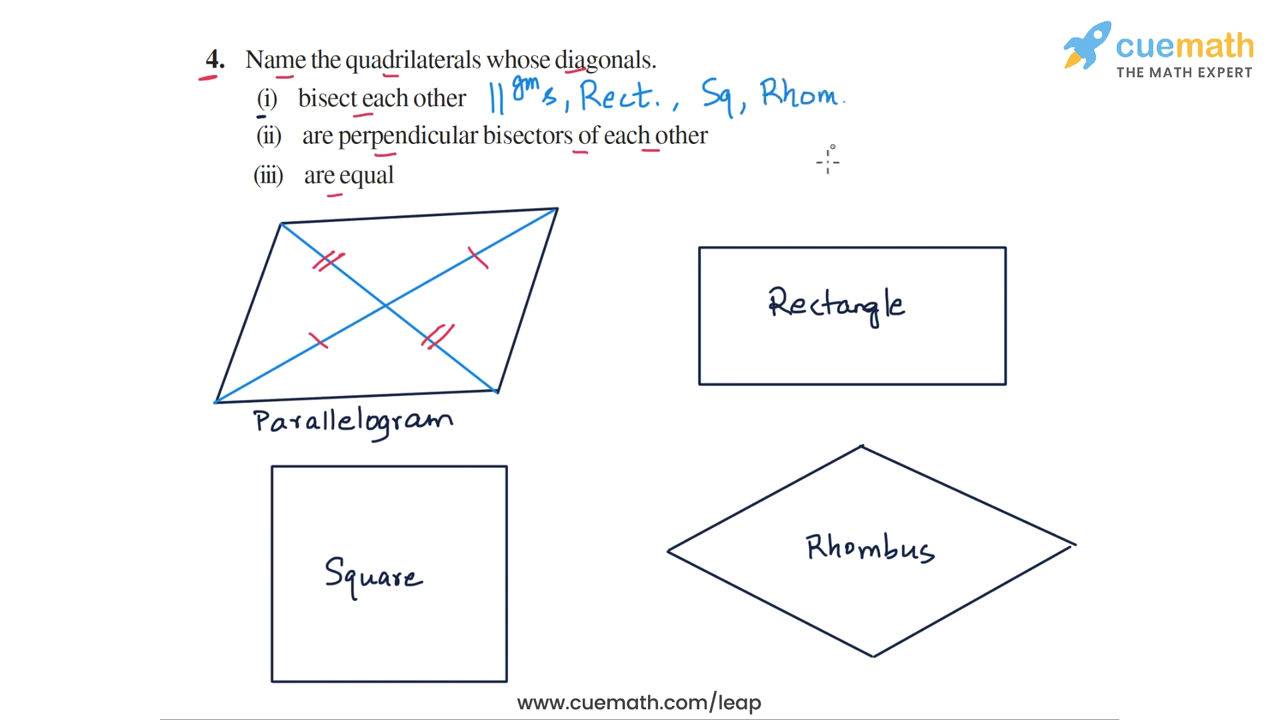 cuemath
THE MATH EXPERT
4. Name the quadrilaterals whose diagonals.
(i) bisect each other ||gms, Rect., Sq, Rhom.
(ii) are perpendicular bisectors of each other
(iii) are equal
Rectangle
Parallelogram
Square
Rhombus
www.cuemath.com/leap